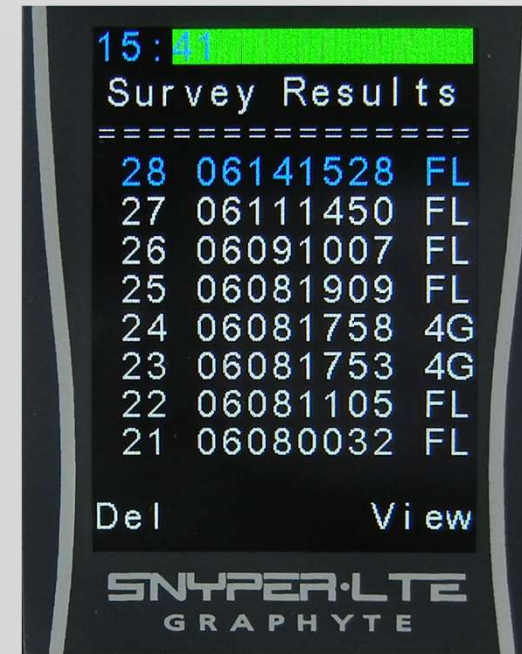 15:41
Survey Results
===============
28 06141528 FL
27 06111450 FL
26 06091007 FL
25 06081909 FL
24 06081758 4G
23 06081753 4G
22 06081105 FL
21 06080032 FL
Del View
SNYPER·LTE
GRAPHYTE